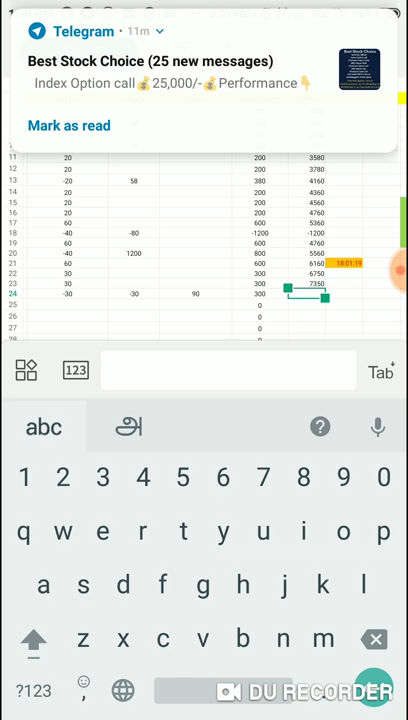 Telegram • 11m
Best Stock Choice (25 new messages)
Index Option call💰25,000/-💰Performance👇
Mark as read
11 20 200 3580
12 20 200 3780
13 -20 58 380 4160
14 20 200 4360
15 20 200 4560
16 20 200 4760
17 60 600 5360
18 -40 -80 -1200 -1200
19 60 600 4760
20 -40 1200 800 5560
21 60 600 6160 18:01:19
22 30 300 6750
23 30 300 7350
24 -30 -30 90 300
25 0
26 0
27 0
28
123 Tab
abc அ ?
1 2 3 4 5 6 7 8 9 0
q w e r t y u i o p
a s d f g h j k l
z x c v b n m
?123 , .
DU RECORDER